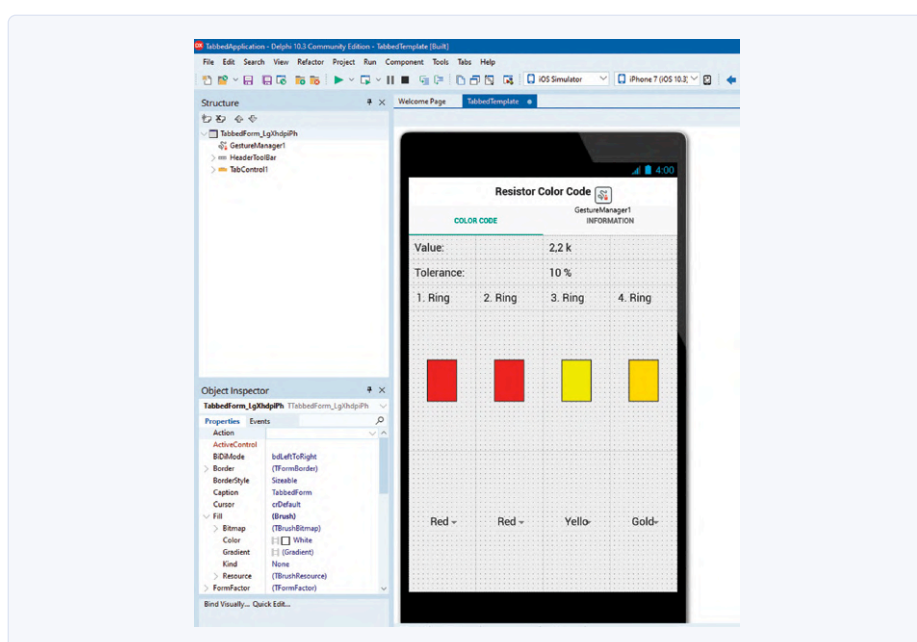 TabbedApplication - Delphi 10.3 Community Edition - TabbedTemplate [Built]
File Edit Search View Refactor Project Run Component Tools Tabs Help
iOS Simulator iPhone 7 (iOS 10.3)
Structure
Welcome Page TabbedTemplate
TabbedForm_LgXhdpiPh
GestureManager1
HeaderToolBar
TabControl1
4:00
Resistor Color Code
GestureManager1
COLOR CODE INFORMATION
Value: 2,2 k
Tolerance: 10 %
1. Ring 2. Ring 3. Ring 4. Ring
Red Red Yello Gold
Object Inspector
TabbedForm_LgXhdpiPh TTabbedForm_LgXhdpiPh
Properties Events
Action
ActiveControl
BiDiMode bdLeftToRight
Border (TFormBorder)
BorderStyle Sizeable
Caption TabbedForm
Cursor crDefault
Fill (Brush)
Bitmap (TBrushBitmap)
Color White
Gradient (Gradient)
Kind None
Resource (TBrushResource)
FormFactor (TFormFactor)
Bind Visually... Quick Edit...